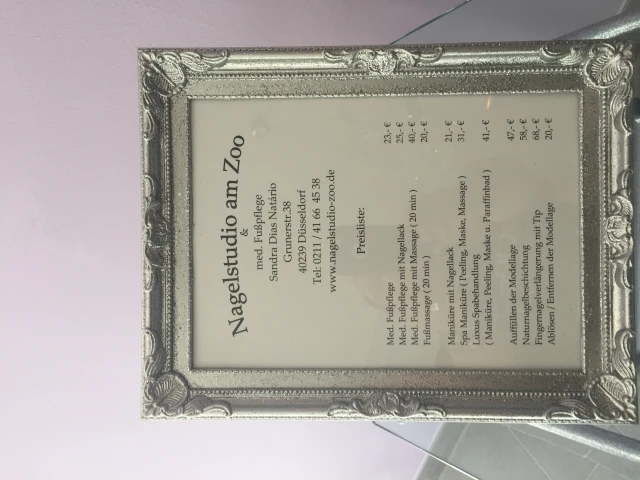 Nagelstudio am Zoo
&
med. Fußpflege
Sandra Dias Natário
Grunerstr.38
40239 Düsseldorf
Tel: 0211 / 41 66 45 38
www.nagelstudio-zoo.de
Preisliste:
Med. Fußpflege 23,- €
Med. Fußpflege mit Nagellack 25,- €
Med. Fußpflege mit Massage ( 20 min ) 40,- €
Fußmassage ( 20 min ) 20,- €
Maniküre mit Nagellack 21,- €
Spa Maniküre ( Peeling, Maske, Massage ) 31,- €
Luxus Spabehandlung
( Maniküre, Peeling, Maske u. Paraffinbad ) 41,- €
Auffüllen der Modellage 47,- €
Naturnagelbeschichtung 58,- €
Fingernagelverlängerung mit Tip 68,- €
Ablösen / Entfernen der Modellage 20,- €